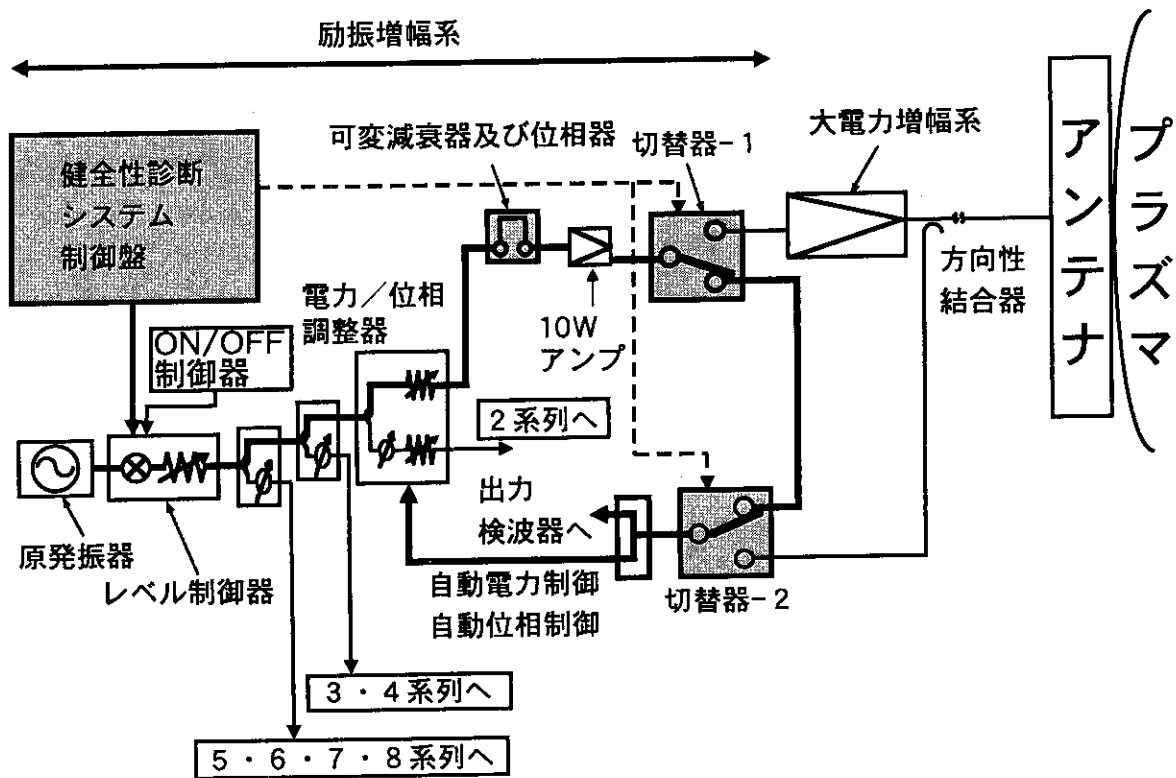 励振増幅系
健全性診断
システム
制御盤
可変減衰器及び位相器
切替器-1
大電力増幅系
アンテナ
プラズマ
方向性
結合器
電力／位相
調整器
10W
アンプ
ON/OFF
制御器
2系列へ
出力
検波器へ
原発振器
レベル制御器
自動電力制御
自動位相制御
切替器-2
3・4系列へ
5・6・7・8系列へ